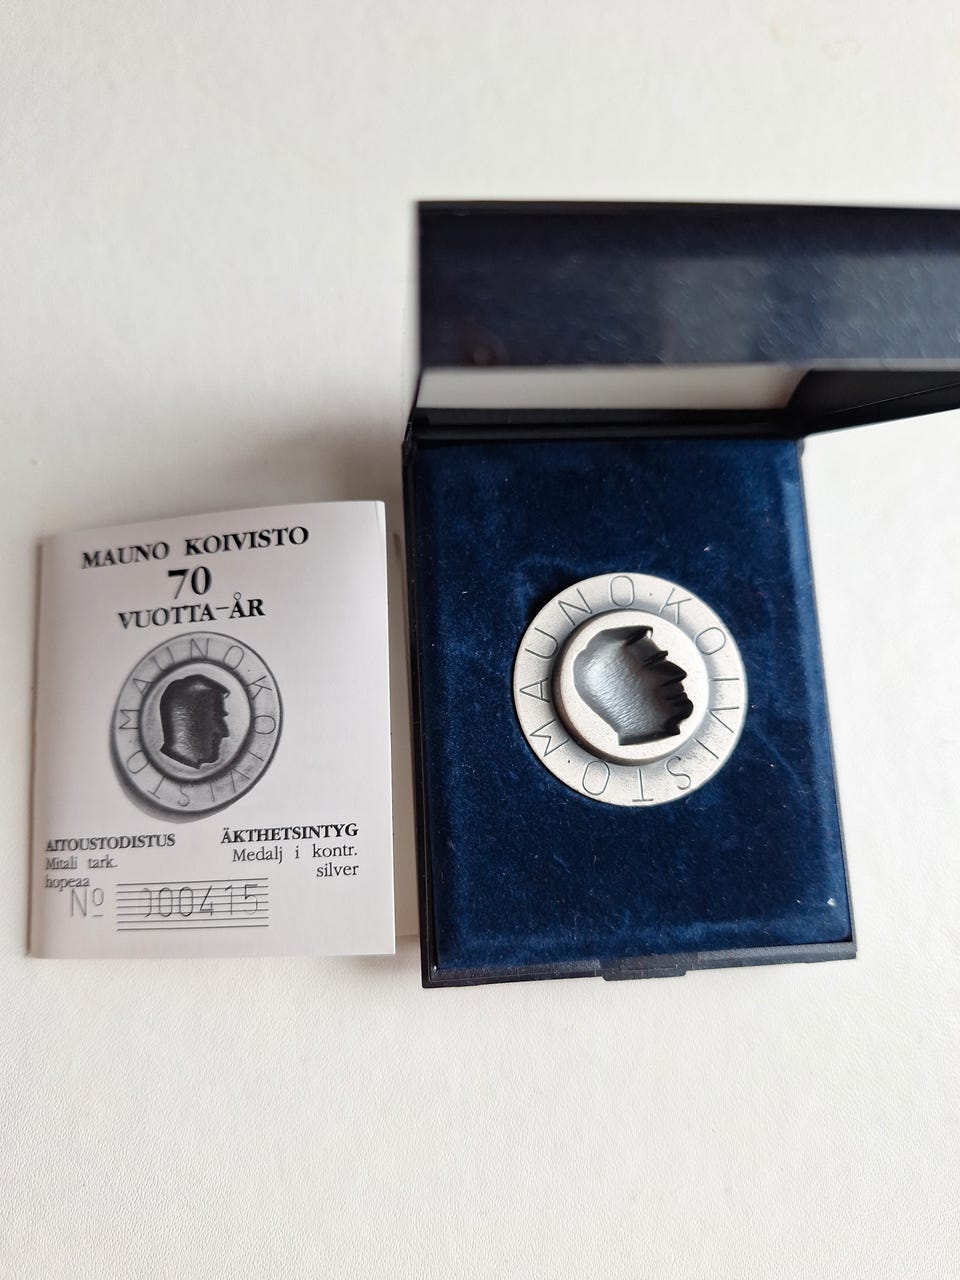 MAUNO KOIVISTO
70
VUOTTA-ÅR
MAUNO·KOIVISTO·
AITOUSTODISTUS
Mitali tark.
hopeaa
ÄKTHETSINTYG
Medalj i kontr.
silver
Nº 000415
MAUNO·KOIVISTO·